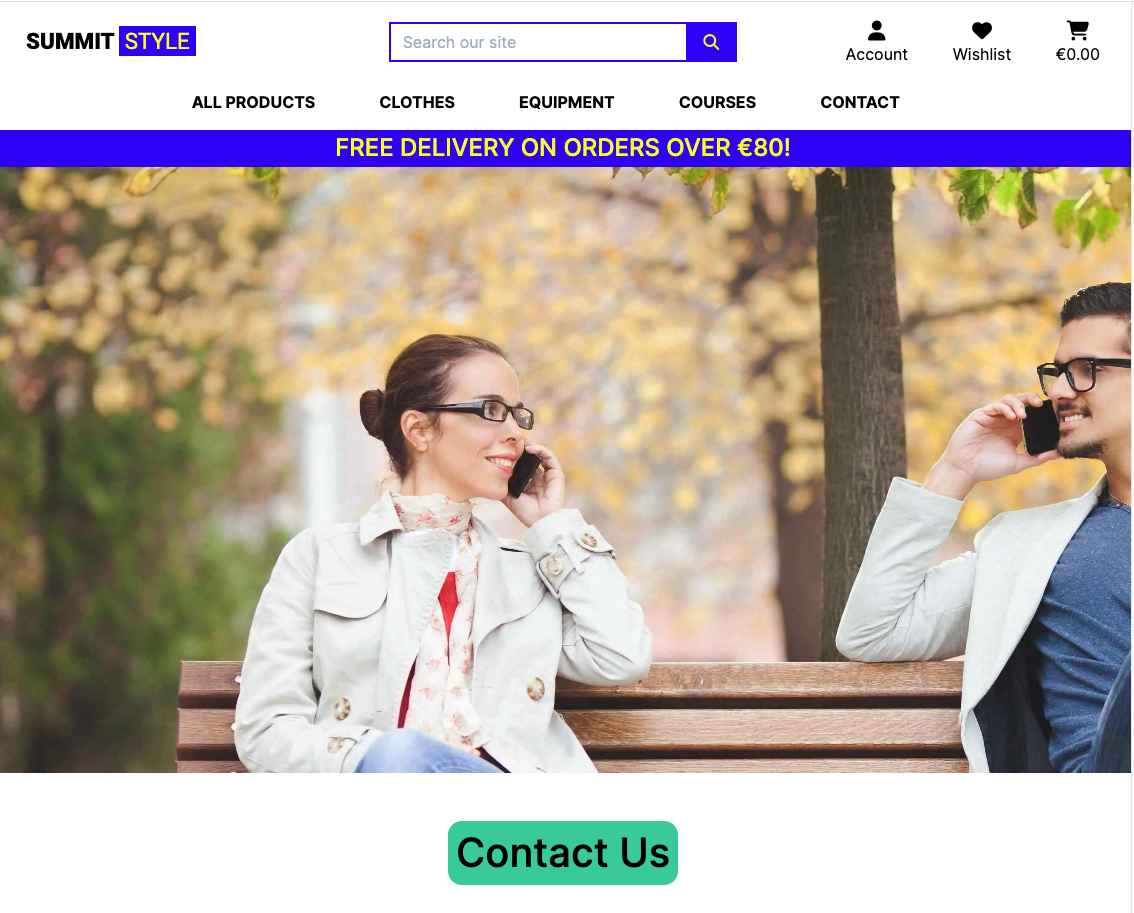 SUMMIT STYLE
Search our site
Account
Wishlist
€0.00
ALL PRODUCTS
CLOTHES
EQUIPMENT
COURSES
CONTACT
FREE DELIVERY ON ORDERS OVER €80!
Contact Us